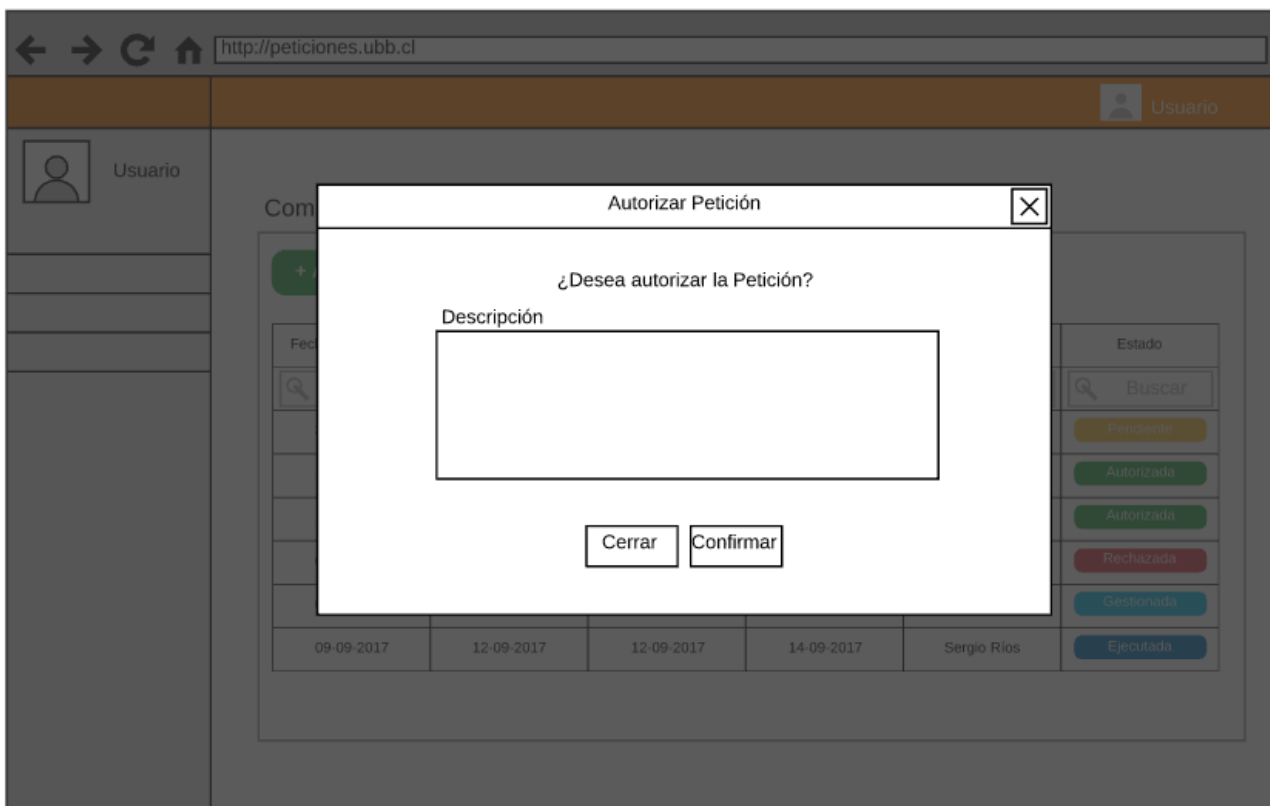 http://peticiones.ubb.cl
Usuario
Usuario
Autorizar Petición
Com
¿Desea autorizar la Petición?
+
Descripción
Fec
Estado
Buscar
Pendiente
Autorizada
Autorizada
Rechazada
Cerrar
Confirmar
Gestionada
09-09-2017 12-09-2017 12-09-2017 14-09-2017 Sergio Ríos Ejecutada